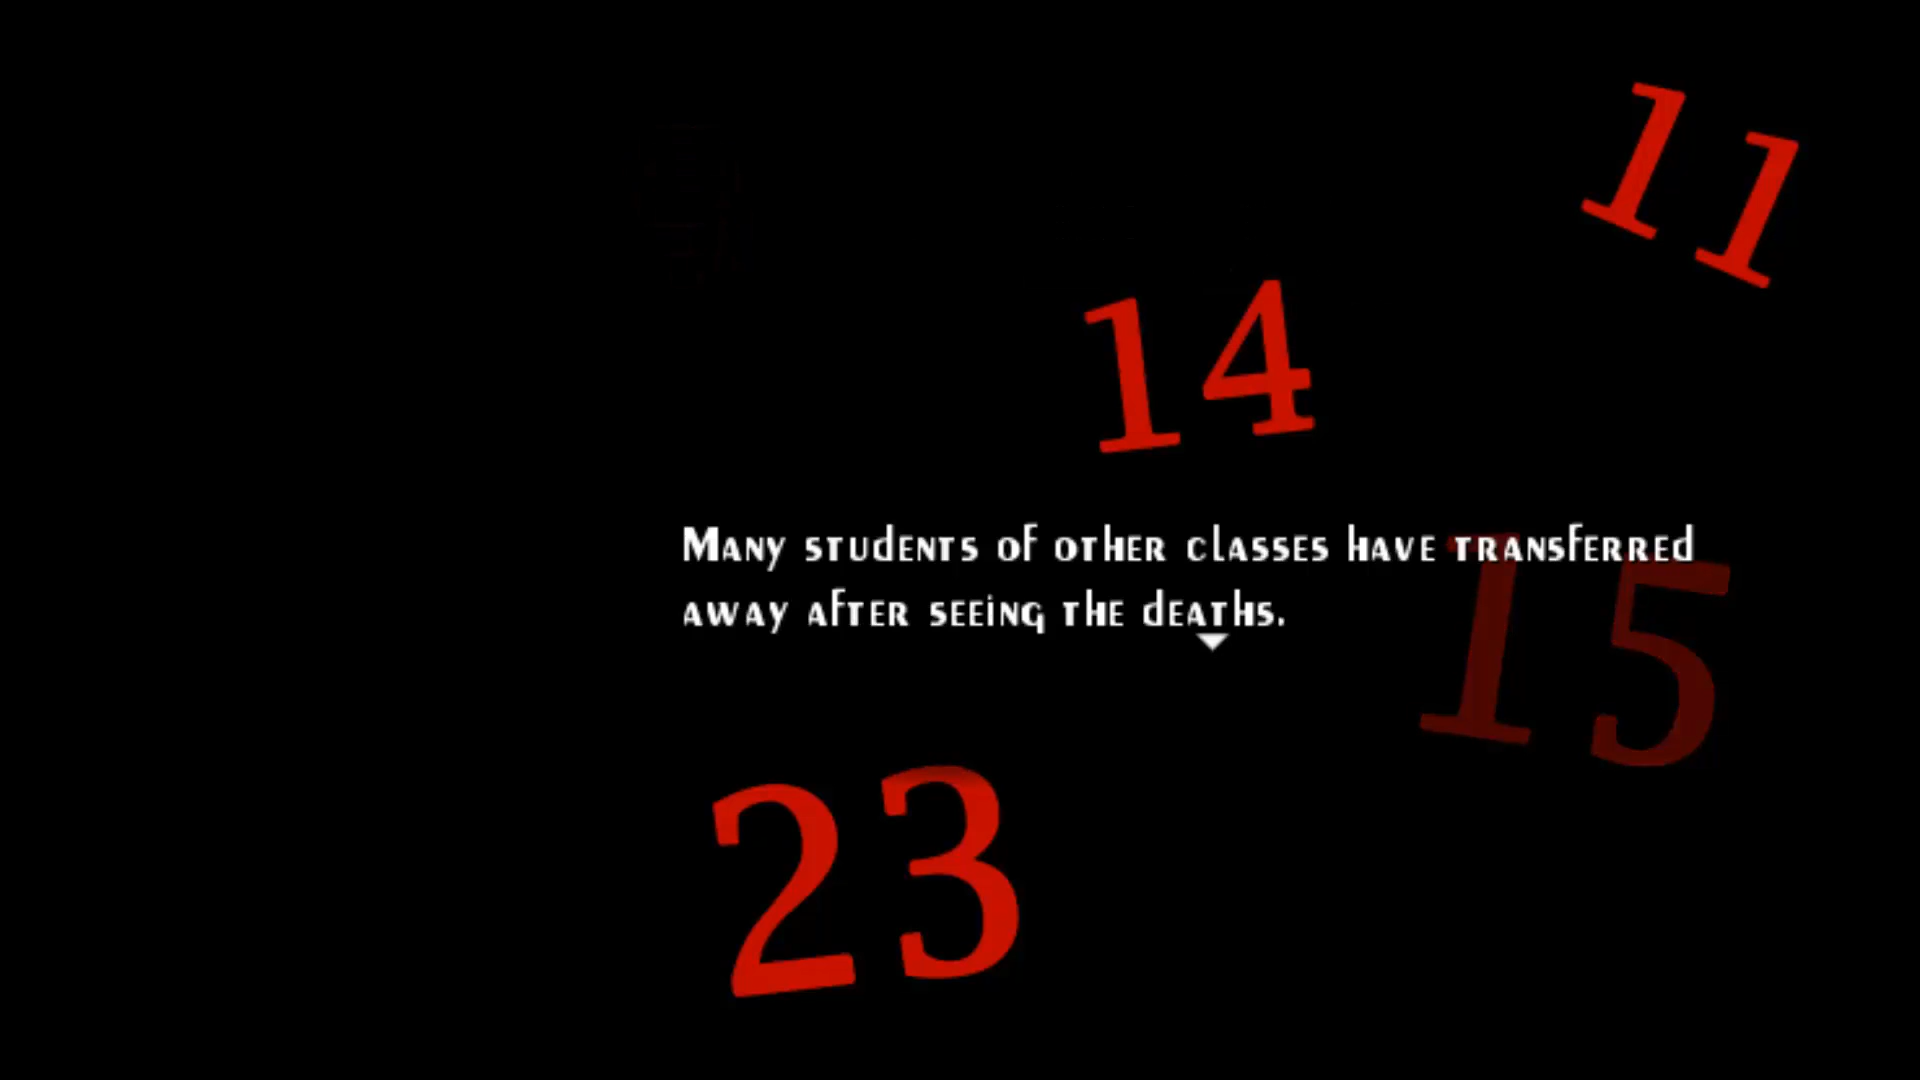 11
14
Many students of other classes have transferred
away after seeing the deaths.
15
23